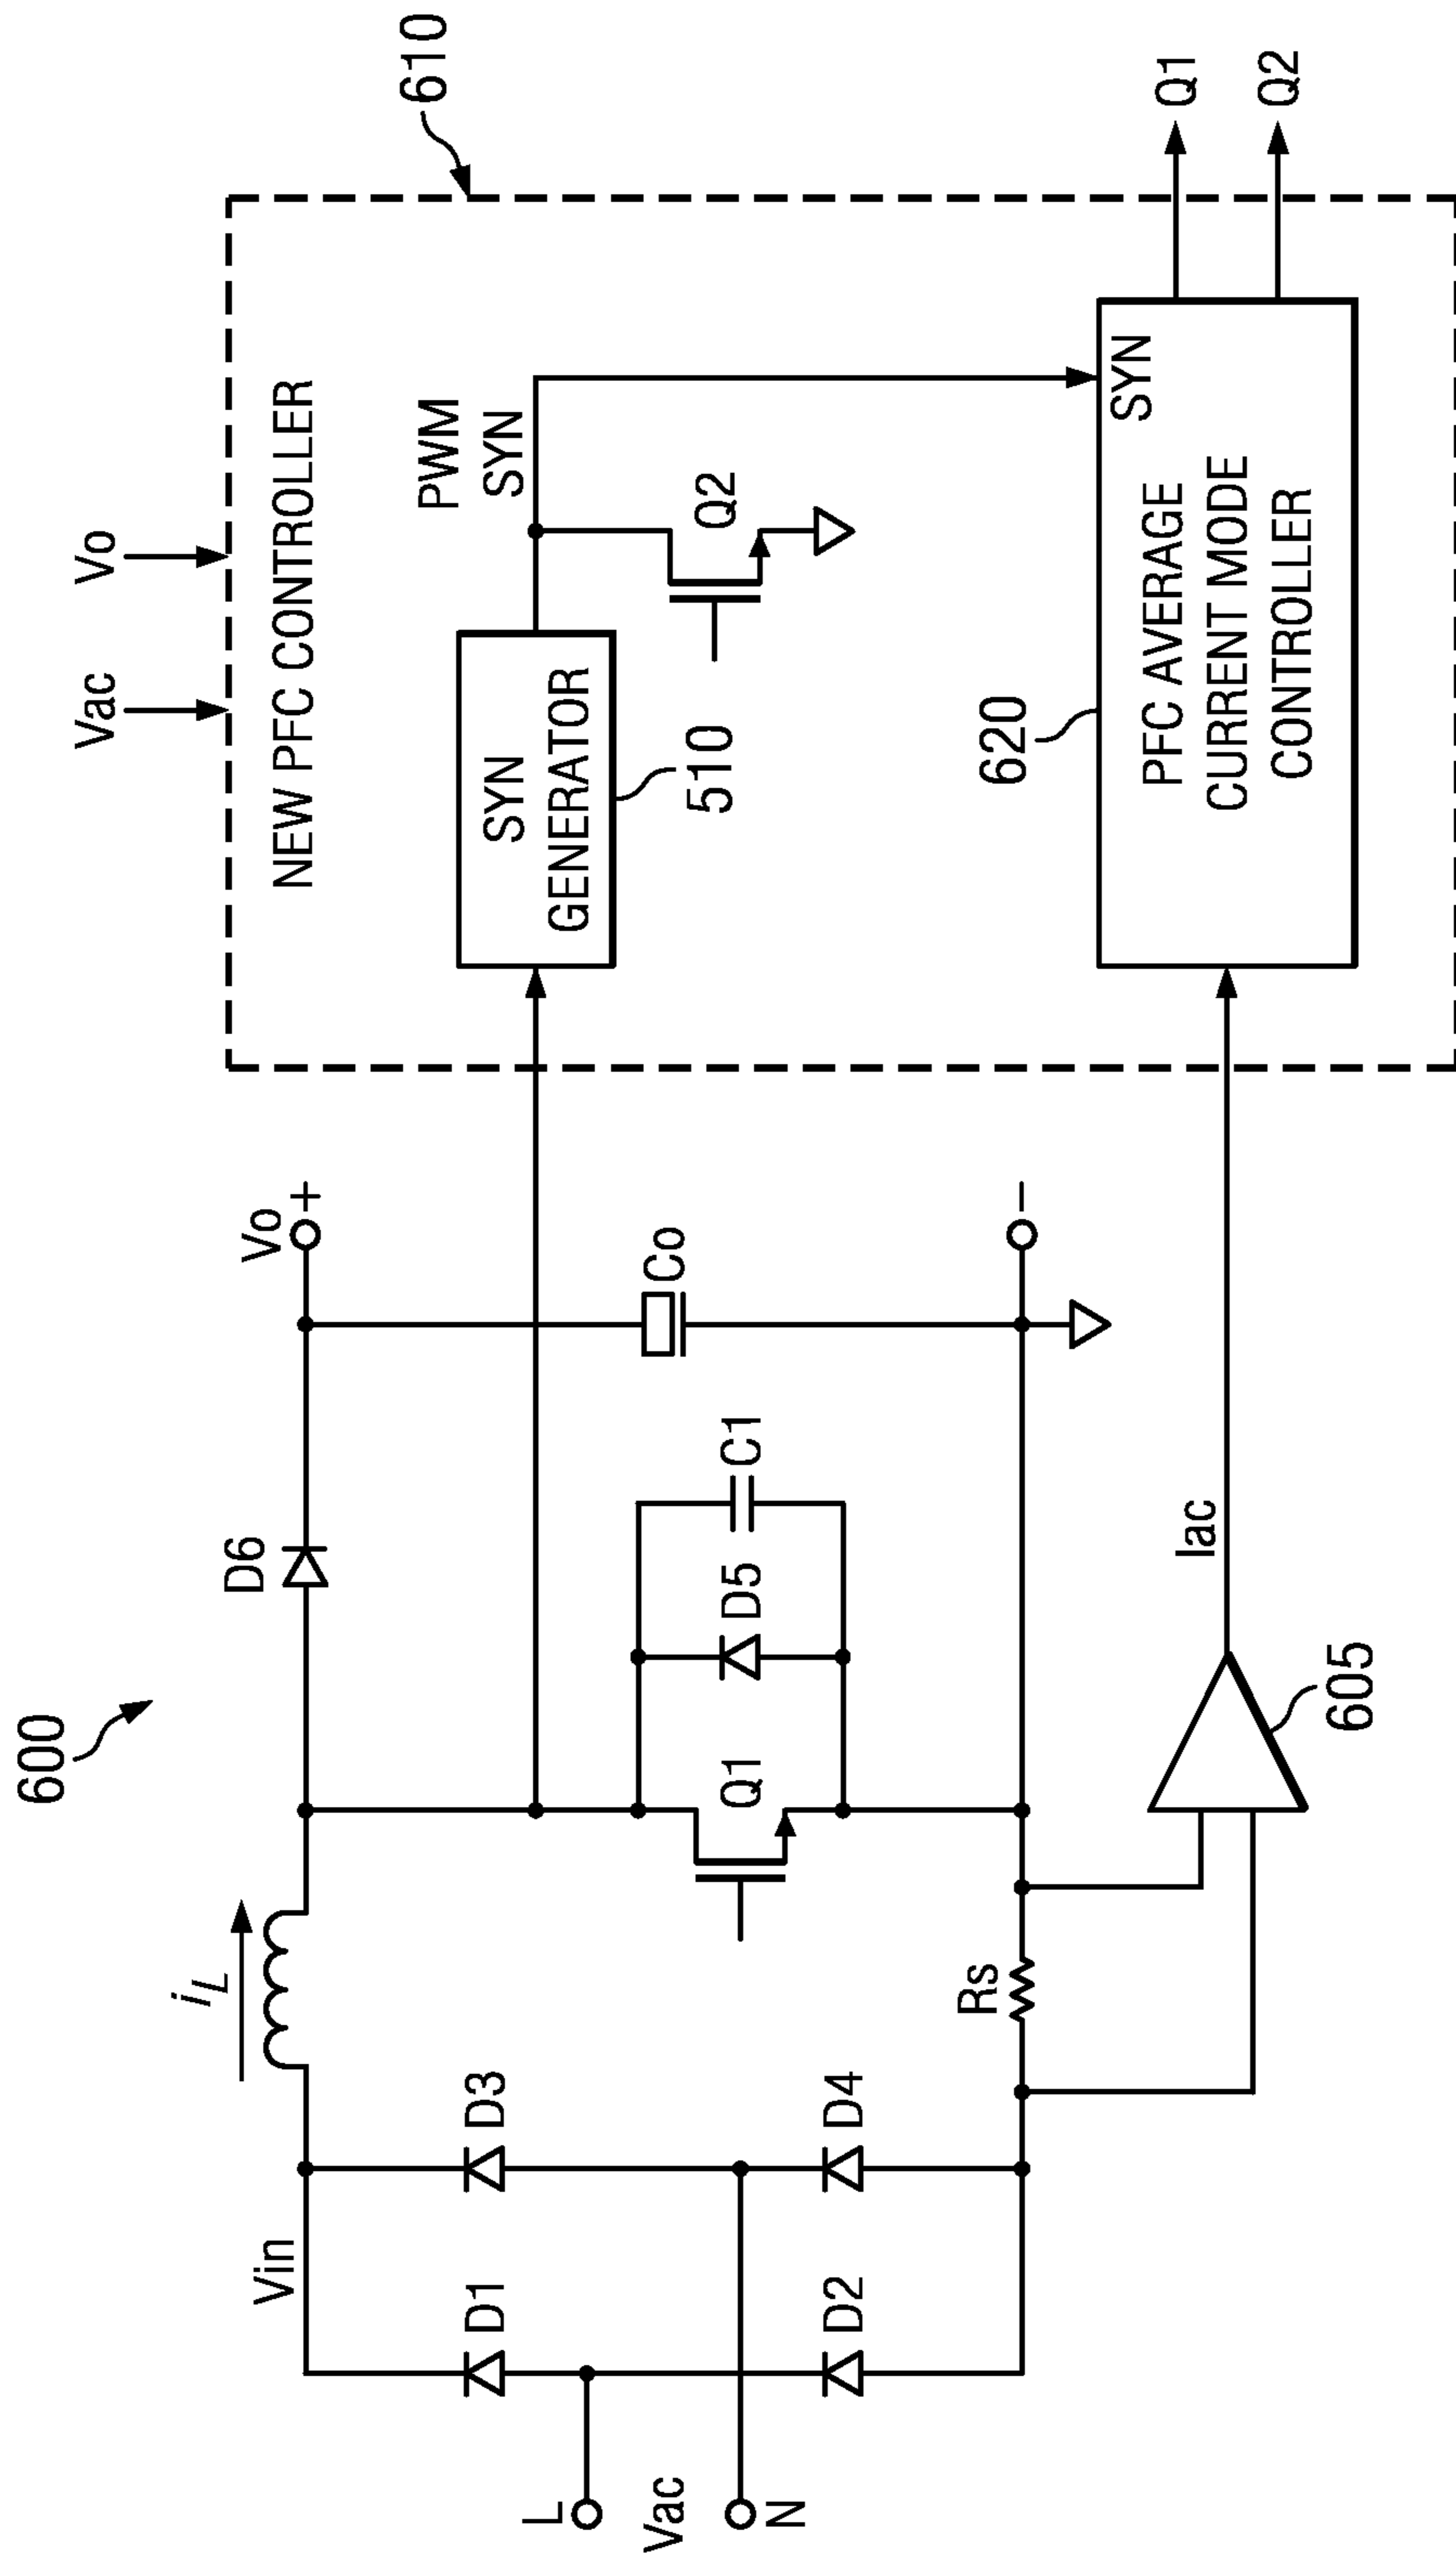 600
iL
Vin
D1
D3
D2
D4
L
Vac
N
Rs
D6
Q1
D5
C1
Co
Vo
+
−
Iac
605
Vac
Vo
610
NEW PFC CONTROLLER
SYN
GENERATOR
510
PWM
SYN
Q2
620
SYN
PFC AVERAGE
CURRENT MODE
CONTROLLER
Q1
Q2